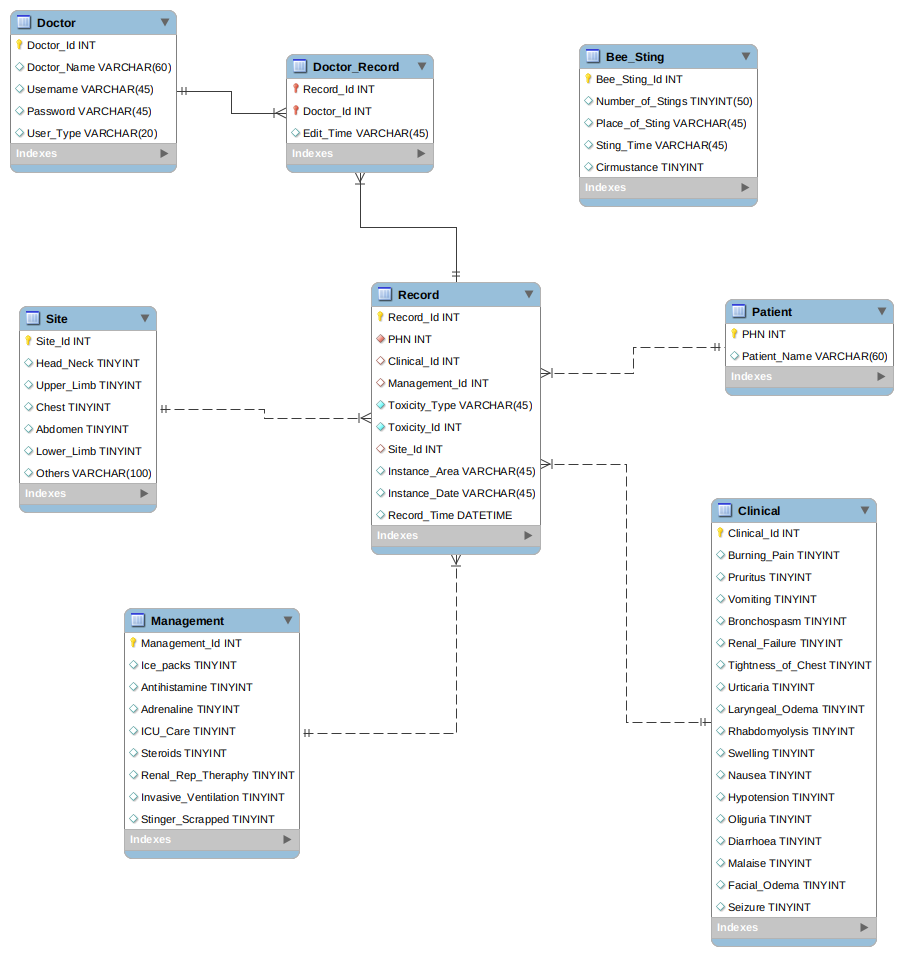 Doctor
Doctor_Id INT
Doctor_Name VARCHAR(60)
Username VARCHAR(45)
Password VARCHAR(45)
User_Type VARCHAR(20)
Indexes
Doctor_Record
Record_Id INT
Doctor_Id INT
Edit_Time VARCHAR(45)
Indexes
Bee_Sting
Bee_Sting_Id INT
Number_of_Stings TINYINT(50)
Place_of_Sting VARCHAR(45)
Sting_Time VARCHAR(45)
Cirmustance TINYINT
Indexes
Site
Site_Id INT
Head_Neck TINYINT
Upper_Limb TINYINT
Chest TINYINT
Abdomen TINYINT
Lower_Limb TINYINT
Others VARCHAR(100)
Indexes
Record
Record_Id INT
PHN INT
Clinical_Id INT
Management_Id INT
Toxicity_Type VARCHAR(45)
Toxicity_Id INT
Site_Id INT
Instance_Area VARCHAR(45)
Instance_Date VARCHAR(45)
Record_Time DATETIME
Indexes
Patient
PHN INT
Patient_Name VARCHAR(60)
Indexes
Management
Management_Id INT
Ice_packs TINYINT
Antihistamine TINYINT
Adrenaline TINYINT
ICU_Care TINYINT
Steroids TINYINT
Renal_Rep_Theraphy TINYINT
Invasive_Ventilation TINYINT
Stinger_Scrapped TINYINT
Indexes
Clinical
Clinical_Id INT
Burning_Pain TINYINT
Pruritus TINYINT
Vomiting TINYINT
Bronchospasm TINYINT
Renal_Failure TINYINT
Tightness_of_Chest TINYINT
Urticaria TINYINT
Laryngeal_Odema TINYINT
Rhabdomyolysis TINYINT
Swelling TINYINT
Nausea TINYINT
Hypotension TINYINT
Oliguria TINYINT
Diarrhoea TINYINT
Malaise TINYINT
Facial_Odema TINYINT
Seizure TINYINT
Indexes